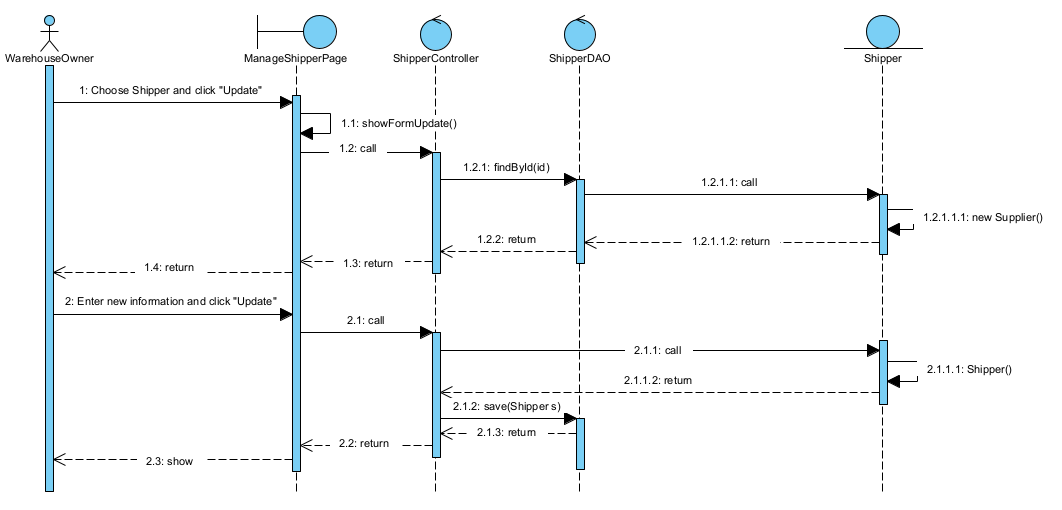 WarehouseOwner
ManageShipperPage
ShipperController
ShipperDAO
Shipper
1: Choose Shipper and click "Update"
1.1: showFormUpdate()
1.2: call
1.2.1: findById(id)
1.2.1.1: call
1.2.1.1.1: new Supplier()
1.2.1.1.2: return
1.2.2: return
1.3: return
1.4: return
2: Enter new information and click "Update"
2.1: call
2.1.1: call
2.1.1.1: Shipper()
2.1.1.2: return
2.1.2: save(Shipper s)
2.1.3: return
2.2: return
2.3: show